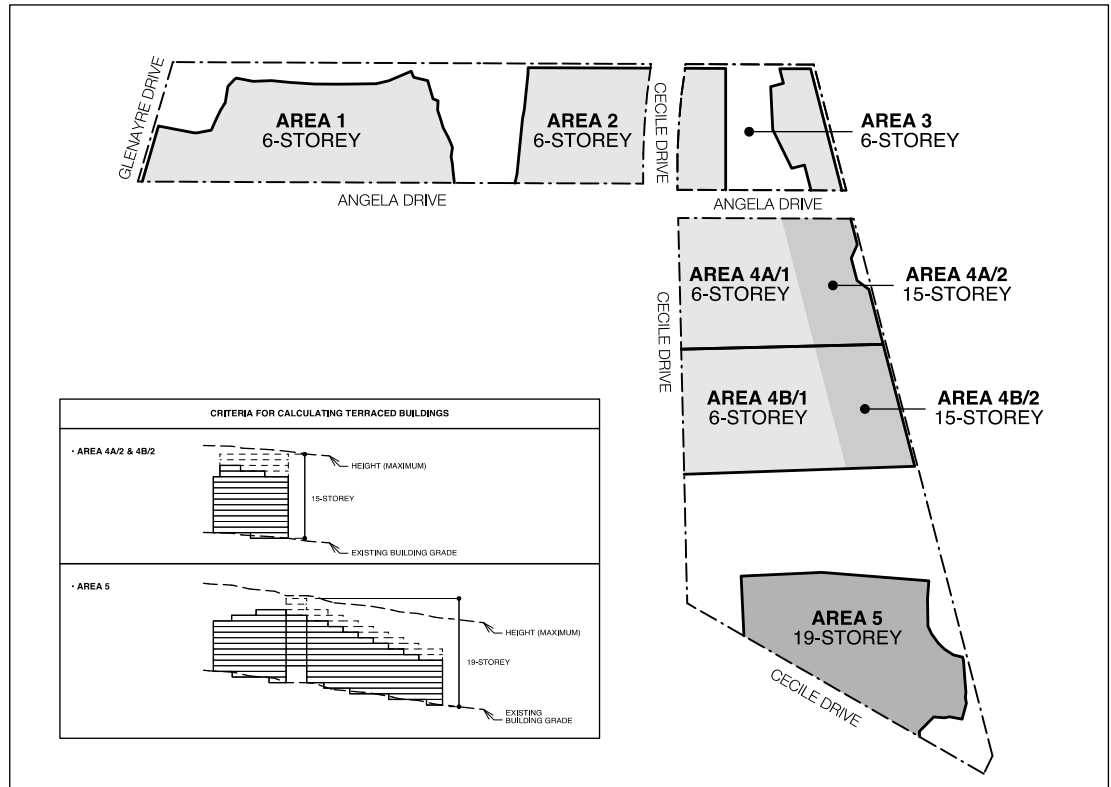 GLENAYRE DRIVE
AREA 1
6-STOREY
AREA 2
6-STOREY
CECILE DRIVE
AREA 3
6-STOREY
ANGELA DRIVE
ANGELA DRIVE
AREA 4A/1
6-STOREY
AREA 4A/2
15-STOREY
CECILE DRIVE
AREA 4B/1
6-STOREY
AREA 4B/2
15-STOREY
AREA 5
19-STOREY
CECILE DRIVE
CRITERIA FOR CALCULATING TERRACED BUILDINGS
• AREA 4A/2 & 4B/2
HEIGHT (MAXIMUM)
15-STOREY
EXISTING BUILDING GRADE
• AREA 5
HEIGHT (MAXIMUM)
19-STOREY
EXISTING
BUILDING GRADE